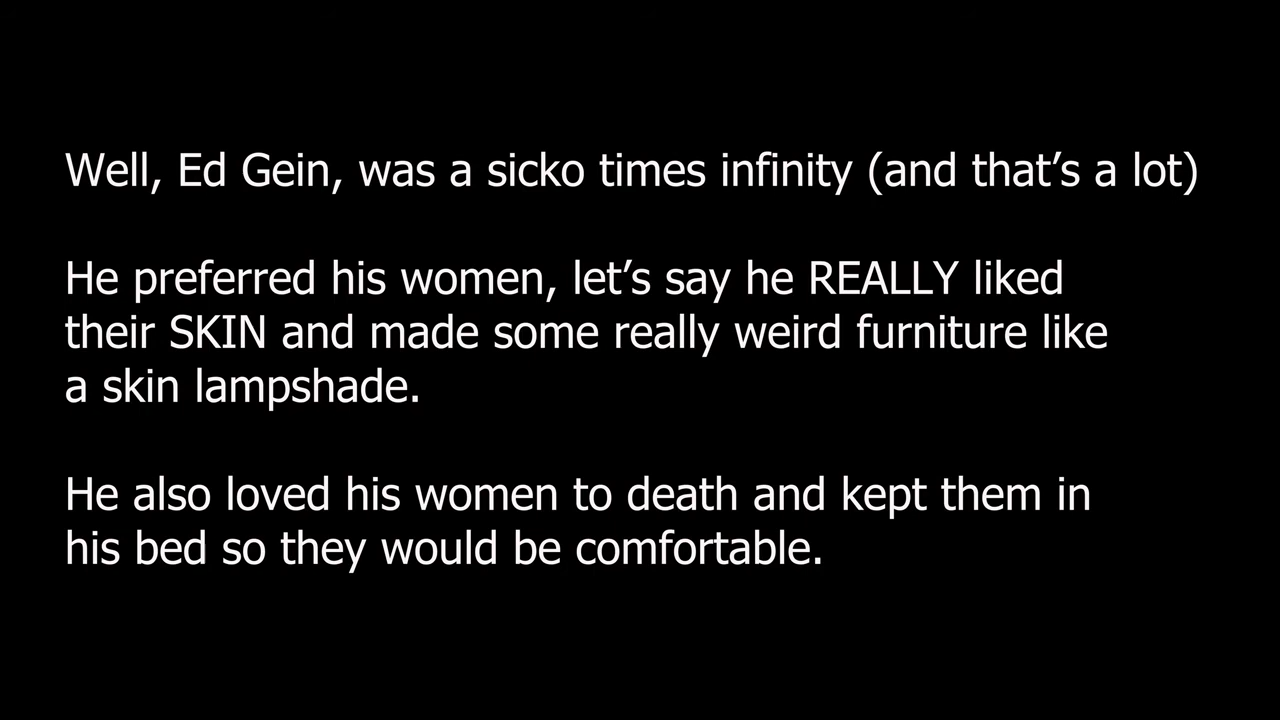 Well, Ed Gein, was a sicko times infinity (and that’s a lot)
He preferred his women, let’s say he REALLY liked
their SKIN and made some really weird furniture like
a skin lampshade.
He also loved his women to death and kept them in
his bed so they would be comfortable.